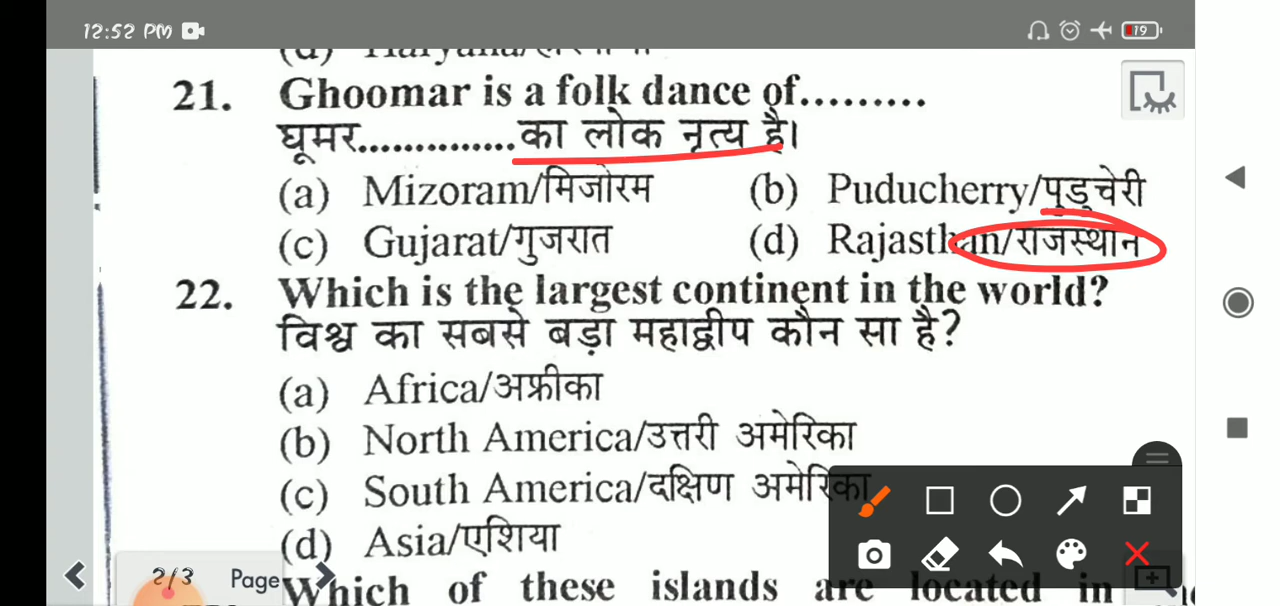 12:52 PM
19
21. Ghoomar is a folk dance of.........
घूमर..............का लोक नृत्य है।
(a) Mizoram/मिजोरम (b) Puducherry/पुडुचेरी
(c) Gujarat/गुजरात (d) Rajasthan/राजस्थान
22. Which is the largest continent in the world?
विश्व का सबसे बड़ा महाद्वीप कौन सा है?
(a) Africa/अफ्रीका
(b) North America/उत्तरी अमेरिका
(c) South America/दक्षिण अमेरिका
(d) Asia/एशिया
2/3 Page
Which of these islands are located in